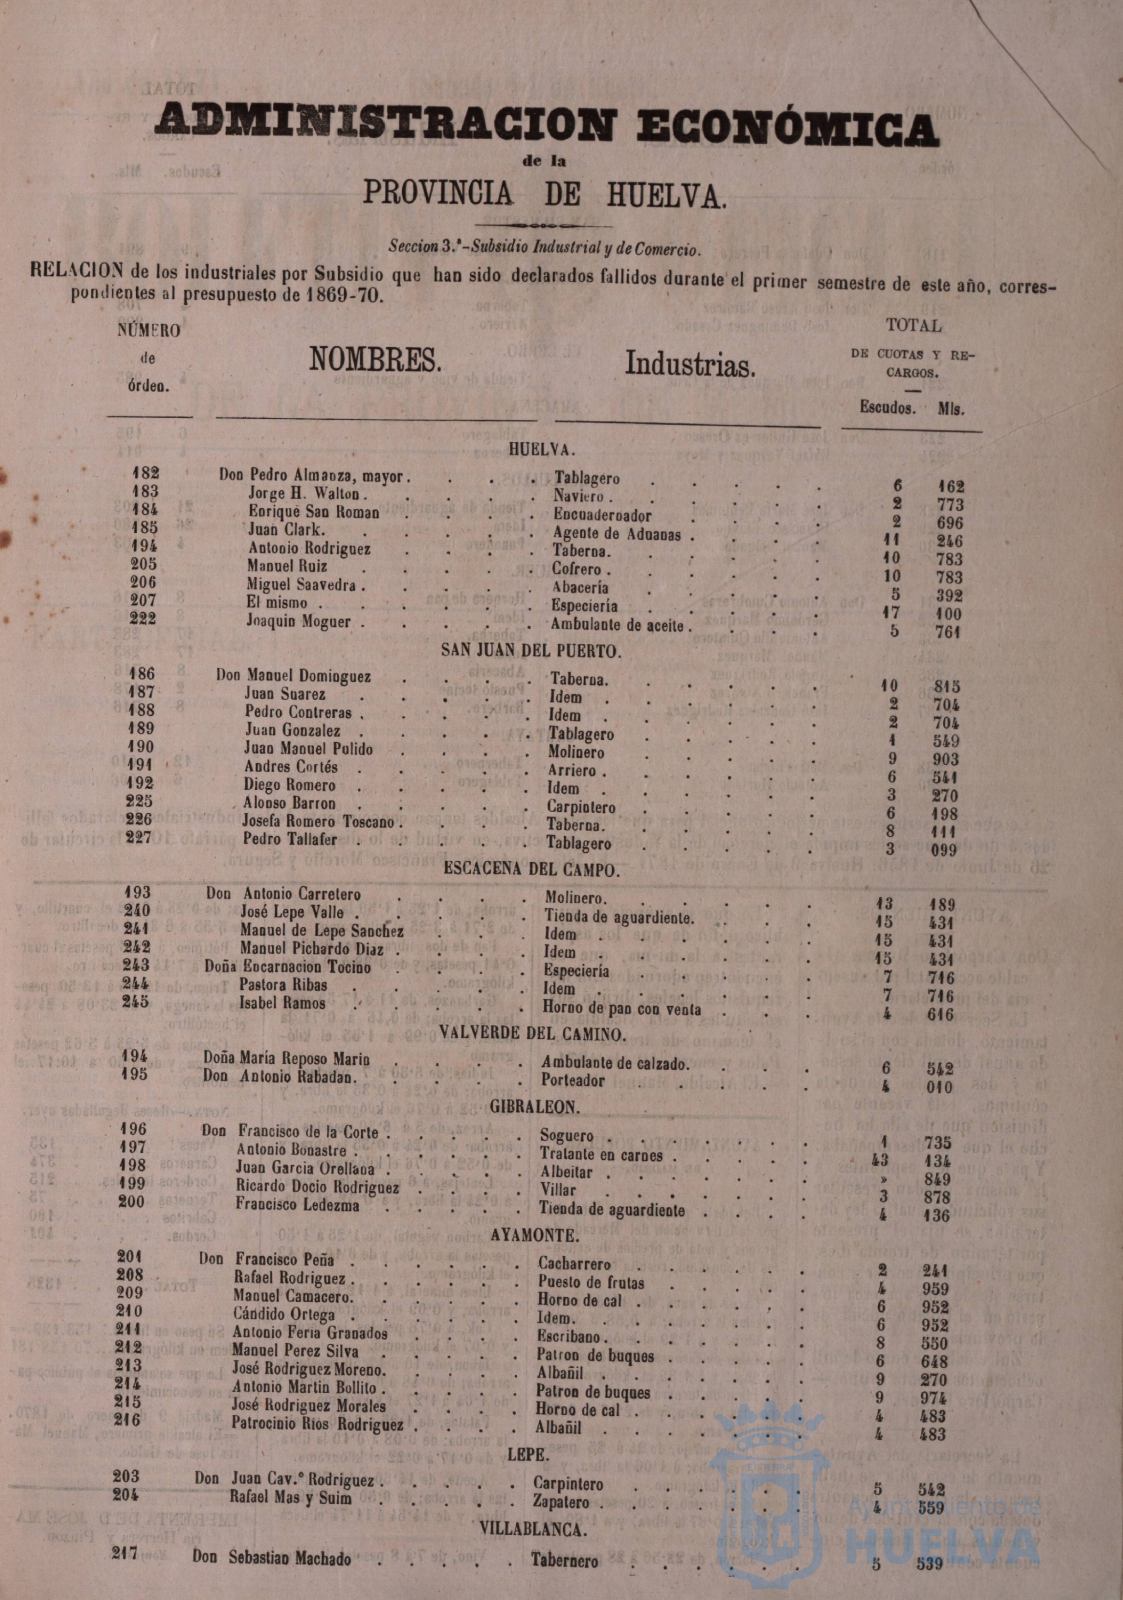 ADMINISTRACION ECONÓMICA
de la
PROVINCIA DE HUELVA.
Seccion 3.ª-Subsidio Industrial y de Comercio.
RELACION de los industriales por Subsidio que han sido declarados fallidos durante el primer semestre de este año, corres-
pondientes al presupuesto de 1869-70.
NÚMERO de órden. NOMBRES. Industrias. TOTAL DE CUOTAS Y RE-CARGOS. Escudos. Mls.
HUELVA.
182 Don Pedro Almanza, mayor. Tablagero 6 162
183 Jorge H. Walton. Naviero. 2 773
184 Enrique San Roman Encuadernador 2 696
185 Juan Clark. Agente de Aduanas. 11 246
194 Antonio Rodriguez Taberna. 10 783
205 Manuel Ruiz Cofrero. 10 783
206 Miguel Saavedra. Abacería 5 392
207 El mismo. Especiería 17 100
222 Joaquin Moguer. Ambulante de aceite. 5 761
SAN JUAN DEL PUERTO.
186 Don Manuel Dominguez Taberna. 10 815
187 Juan Suarez Idem 2 704
188 Pedro Contreras. Idem 2 704
189 Juan Gonzalez Tablagero 1 549
190 Juan Manuel Pulido Molinero 9 903
191 Andres Cortés Arriero. 6 541
192 Diego Romero Idem 3 270
225 Alonso Barron Carpintero 6 198
226 Josefa Romero Toscano. Taberna. 8 111
227 Pedro Tallafer Tablagero 3 099
ESCACENA DEL CAMPO.
193 Don Antonio Carretero Molinero. 13 189
240 José Lepe Valle Tienda de aguardiente. 15 431
241 Manuel de Lepe Sanchez Idem 15 431
242 Manuel Pichardo Diaz. Idem 15 431
243 Doña Encarnacion Tocino Especiería 7 716
244 Pastora Ribas Idem 7 716
245 Isabel Ramos Horno de pan con venta 4 616
VALVERDE DEL CAMINO.
194 Doña María Reposo Marin Ambulante de calzado. 6 542
195 Don Antonio Rabadan. Porteador 4 010
GIBRALEON.
196 Don Francisco de la Corte. Soguero 1 735
197 Antonio Bonastre. Tratante en carnes. 43 134
198 Juan Garcia Orellana Albeitar » 849
199 Ricardo Docio Rodriguez Villar 3 878
200 Francisco Ledezma Tienda de aguardiente 4 136
AYAMONTE.
201 Don Francisco Peña Cacharrero 2 241
208 Rafael Rodriguez. Puesto de frutas 4 959
209 Manuel Camacero. Horno de cal 6 952
210 Cándido Ortega Idem. 6 952
211 Antonio Feria Granados Escribano. 8 550
212 Manuel Perez Silva Patron de buques 6 648
213 José Rodriguez Moreno. Albañil 9 270
214 Antonio Martin Bollito. Patron de buques 9 974
215 José Rodriguez Morales Horno de cal 4 483
216 Patrocinio Rios Rodriguez. Albañil 4 483
LEPE.
203 Don Juan Cav.º Rodriguez. Carpintero 5 542
204 Rafael Mas y Suim Zapatero 4 559
VILLABLANCA.
217 Don Sebastian Machado Tabernero 5 539
Ayuntamiento de
HUELVA